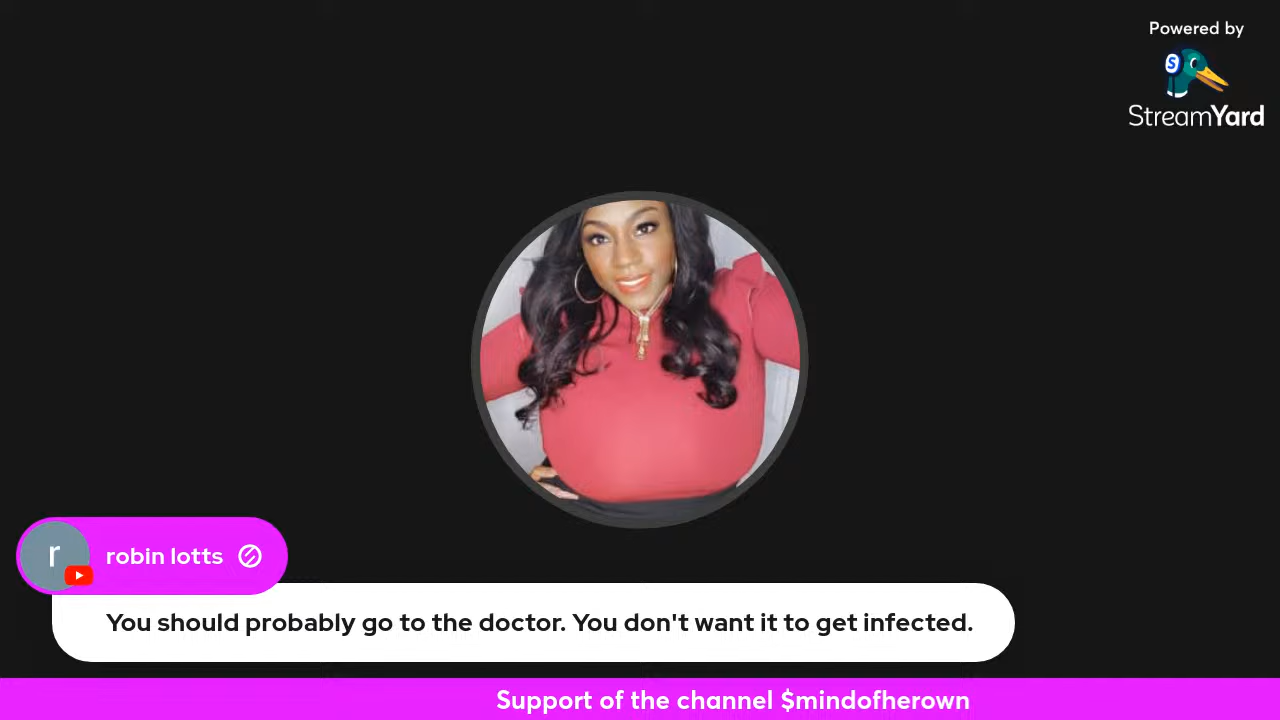 Powered by
S
StreamYard
r
robin lotts
You should probably go to the doctor. You don't want it to get infected.
Support of the channel $mindofherown